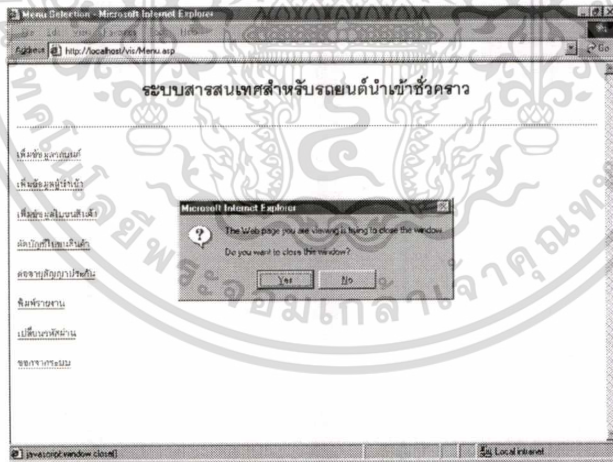 Menu Selection - Microsoft Internet Explorer
Address http://localhost/vis/Menu.asp Go
ระบบสารสนเทศสำหรับรถยนต์นำเข้าชั่วคราว
เพิ่มข้อมูลรถยนต์
เพิ่มข้อมูลผู้นำเข้า
เพิ่มข้อมูลใบขนสินค้า
ตัดบัญชีใบขนสินค้า
ต่ออายุสัญญาประกัน
พิมพ์รายงาน
เปลี่ยนรหัสผ่าน
ออกจากระบบ
Microsoft Internet Explorer
The Web page you are viewing is trying to close the window.
Do you want to close this window?
Yes No
javascript:window.close() Local intranet